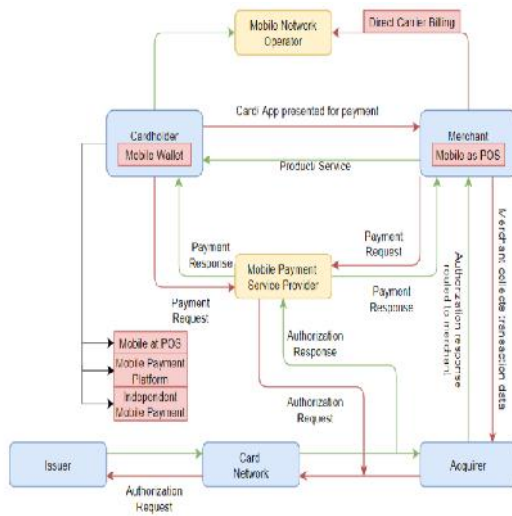 Direct Carrier Billing
Mobile Network
Operator
Card/ App presented for payment
Cardholder
Mobile Wallet
Merchant
Mobile as POS
Product/ Service
Payment
Response
Payment
Request
Mobile Payment
Service Provider
Payment
Response
Payment
Request
Authorization response
routed to merchant
Merchant collects transaction data
Mobile at POS
Mobile Payment
Platform
Independent
Mobile Payment
Authorization
Response
Authorization
Request
Issuer
Card
Network
Acquirer
Authorization
Request